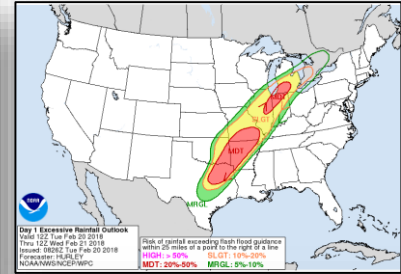 MDT
SLGT
MDT
MRGL
NOAA
Day 1 Excessive Rainfall Outlook
Valid 12Z Tue Feb 20 2018
Thru 12Z Wed Feb 21 2018
Issued: 0826Z Tue Feb 20 2018
Forecaster: HURLEY
NOAA/NWS/NCEP/WPC
Risk of rainfall exceeding flash flood guidance
within 25 miles of a point to the right of a line
HIGH: > 50% SLGT: 10%-20%
MDT: 20%-50% MRGL: 5%-10%